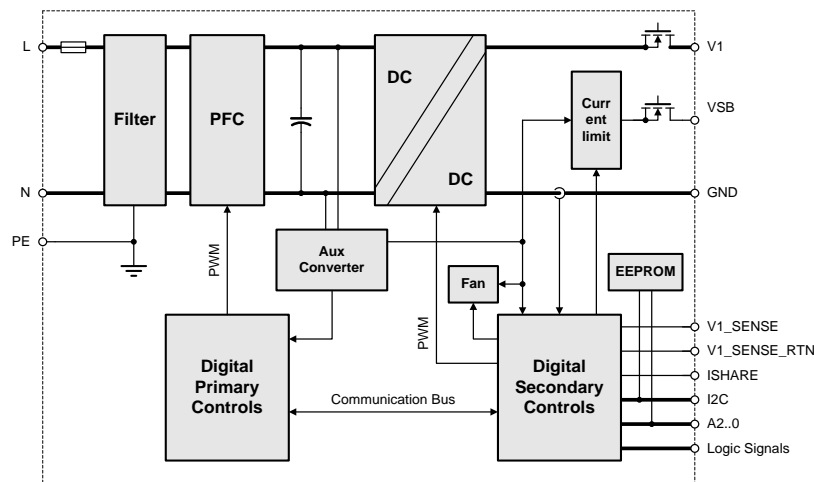 L
V1
DC
Curr
ent
limit
VSB
Filter
PFC
DC
N
GND
PE
Aux
Converter
EEPROM
PWM
Fan
PWM
V1_SENSE
V1_SENSE_RTN
Digital
Primary
Controls
Digital
Secondary
Controls
ISHARE
Communication Bus
I2C
A2..0
Logic Signals